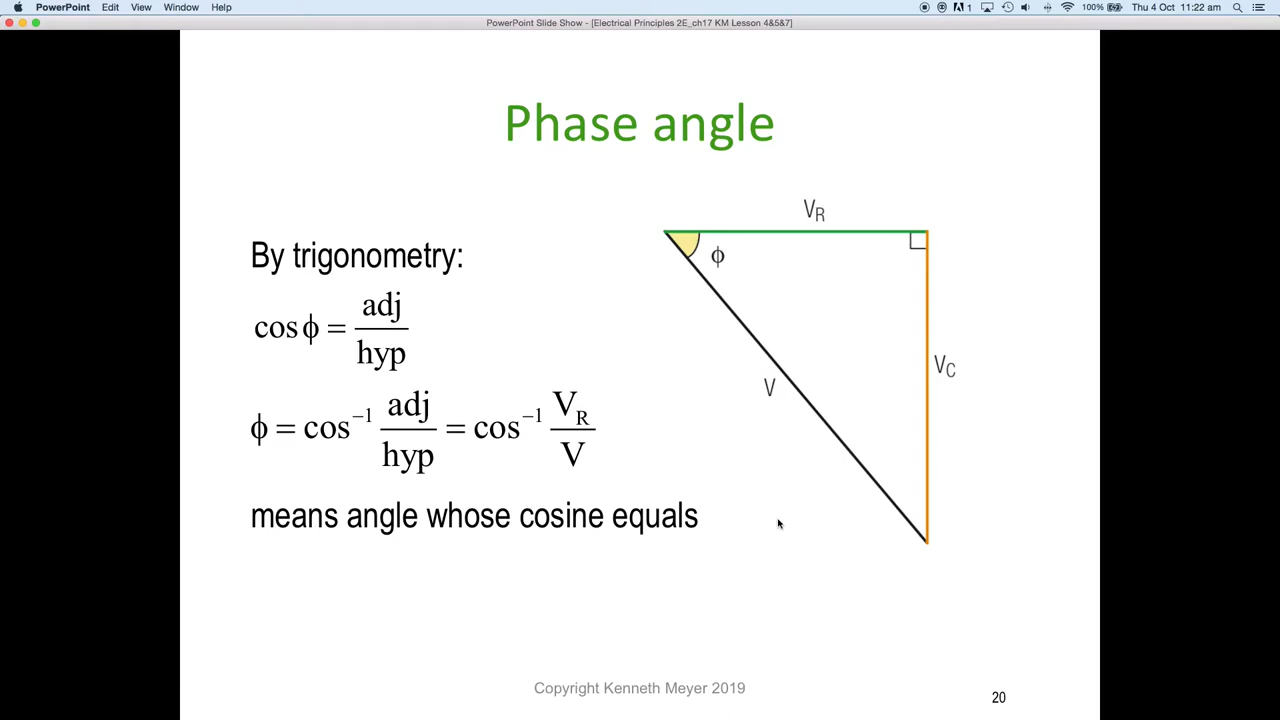 PowerPoint Edit View Window Help
1 100% Thu 4 Oct 11:22 am
PowerPoint Slide Show - [Electrical Principles 2E_ch17 KM Lesson 4&5&7]
Phase angle
By trigonometry:
cos ϕ = adj / hyp
ϕ = cos⁻¹ adj / hyp = cos⁻¹ V_R / V
means angle whose cosine equals
V_R
ϕ
V
V_C
Copyright Kenneth Meyer 2019
20